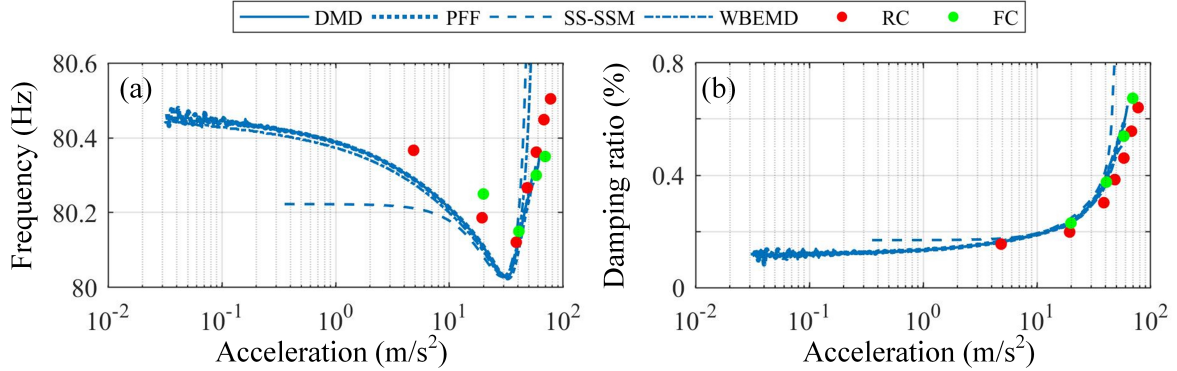 DMD PFF SS-SSM WBEMD RC FC
(a)
Frequency (Hz)
80.6
80.4
80.2
80
10^-2 10^-1 10^0 10^1 10^2
Acceleration (m/s^2)
(b)
Damping ratio (%)
0.8
0.4
0
10^-2 10^-1 10^0 10^1 10^2
Acceleration (m/s^2)